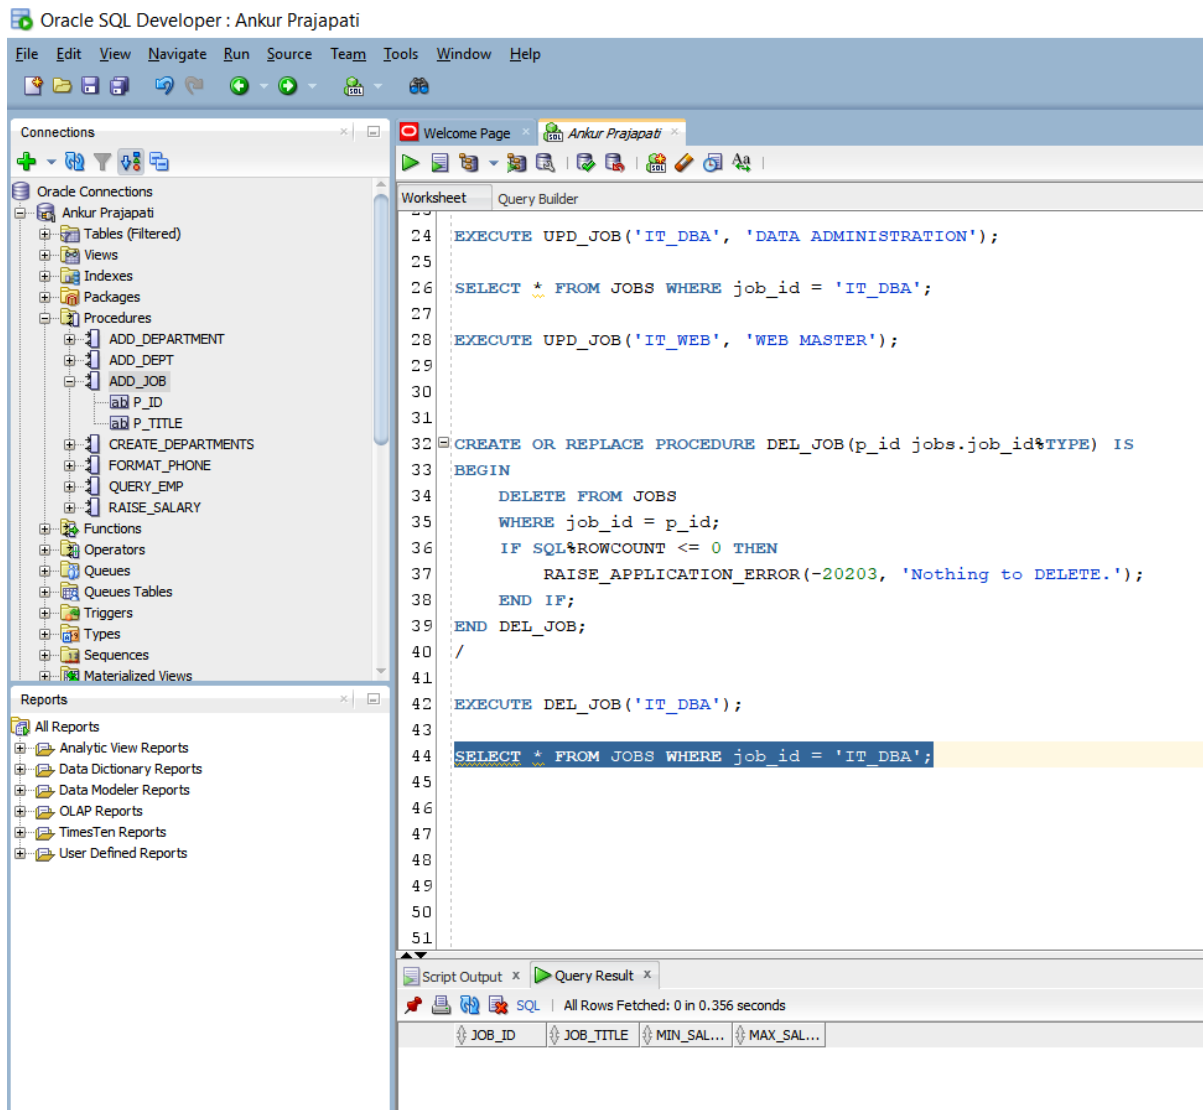 Oracle SQL Developer : Ankur Prajapati
File Edit View Navigate Run Source Team Tools Window Help
Connections
Oracle Connections
Ankur Prajapati
Tables (Filtered)
Views
Indexes
Packages
Procedures
ADD_DEPARTMENT
ADD_DEPT
ADD_JOB
P_ID
P_TITLE
CREATE_DEPARTMENTS
FORMAT_PHONE
QUERY_EMP
RAISE_SALARY
Functions
Operators
Queues
Queues Tables
Triggers
Types
Sequences
Materialized Views
Reports
All Reports
Analytic View Reports
Data Dictionary Reports
Data Modeler Reports
OLAP Reports
TimesTen Reports
User Defined Reports
Welcome Page Ankur Prajapati
Worksheet Query Builder
24 EXECUTE UPD_JOB('IT_DBA', 'DATA ADMINISTRATION');
25
26 SELECT * FROM JOBS WHERE job_id = 'IT_DBA';
27
28 EXECUTE UPD_JOB('IT_WEB', 'WEB MASTER');
29
30
31
32 CREATE OR REPLACE PROCEDURE DEL_JOB(p_id jobs.job_id%TYPE) IS
33 BEGIN
34 DELETE FROM JOBS
35 WHERE job_id = p_id;
36 IF SQL%ROWCOUNT <= 0 THEN
37 RAISE_APPLICATION_ERROR(-20203, 'Nothing to DELETE.');
38 END IF;
39 END DEL_JOB;
40 /
41
42 EXECUTE DEL_JOB('IT_DBA');
43
44 SELECT * FROM JOBS WHERE job_id = 'IT_DBA';
45
46
47
48
49
50
51
Script Output Query Result
SQL | All Rows Fetched: 0 in 0.356 seconds
JOB_ID JOB_TITLE MIN_SAL... MAX_SAL...